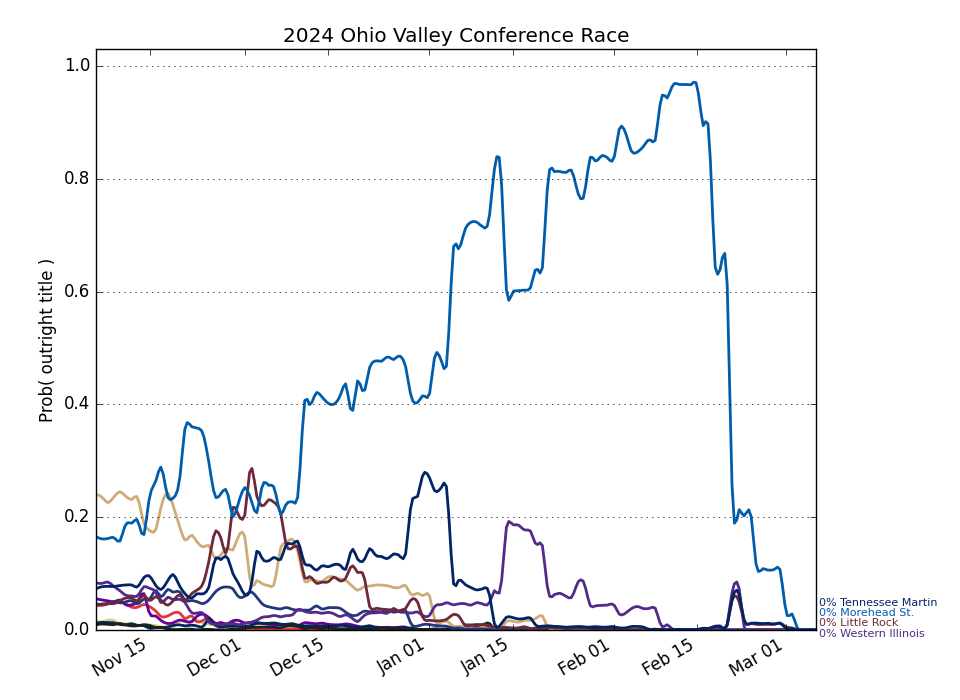 2024 Ohio Valley Conference Race
1.0
0.8
0.6
0.4
0.2
0.0
Prob( outright title )
Nov 15
Dec 01
Dec 15
Jan 01
Jan 15
Feb 01
Feb 15
Mar 01
0% Tennessee Martin
0% Morehead St.
0% Little Rock
0% Western Illinois